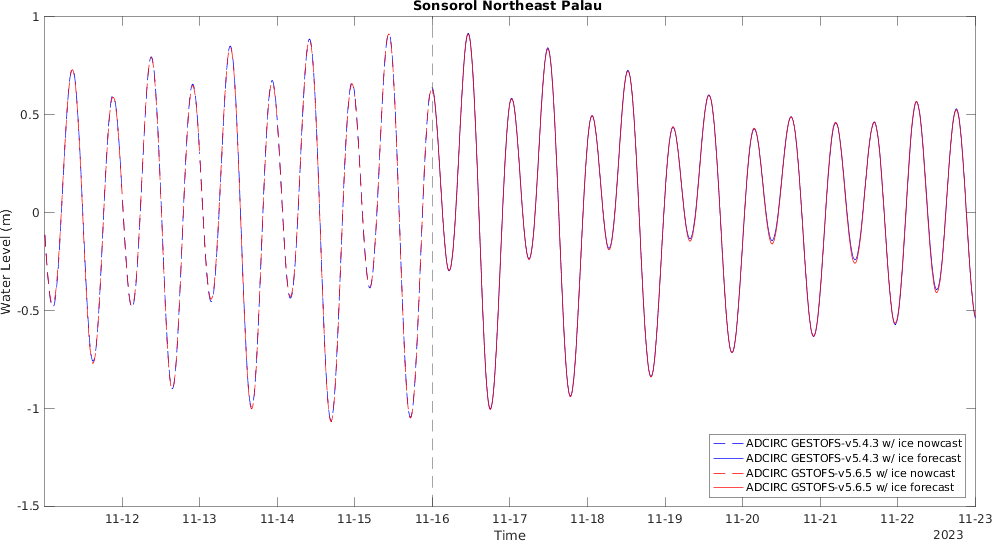 Sonsorol Northeast Palau
1
0.5
0
-0.5
-1
-1.5
Water Level (m)
ADCIRC GESTOFS-v5.4.3 w/ ice nowcast
ADCIRC GESTOFS-v5.4.3 w/ ice forecast
ADCIRC GSTOFS-v5.6.5 w/ ice nowcast
ADCIRC GSTOFS-v5.6.5 w/ ice forecast
11-12 11-13 11-14 11-15 11-16 11-17 11-18 11-19 11-20 11-21 11-22 11-23
Time
2023